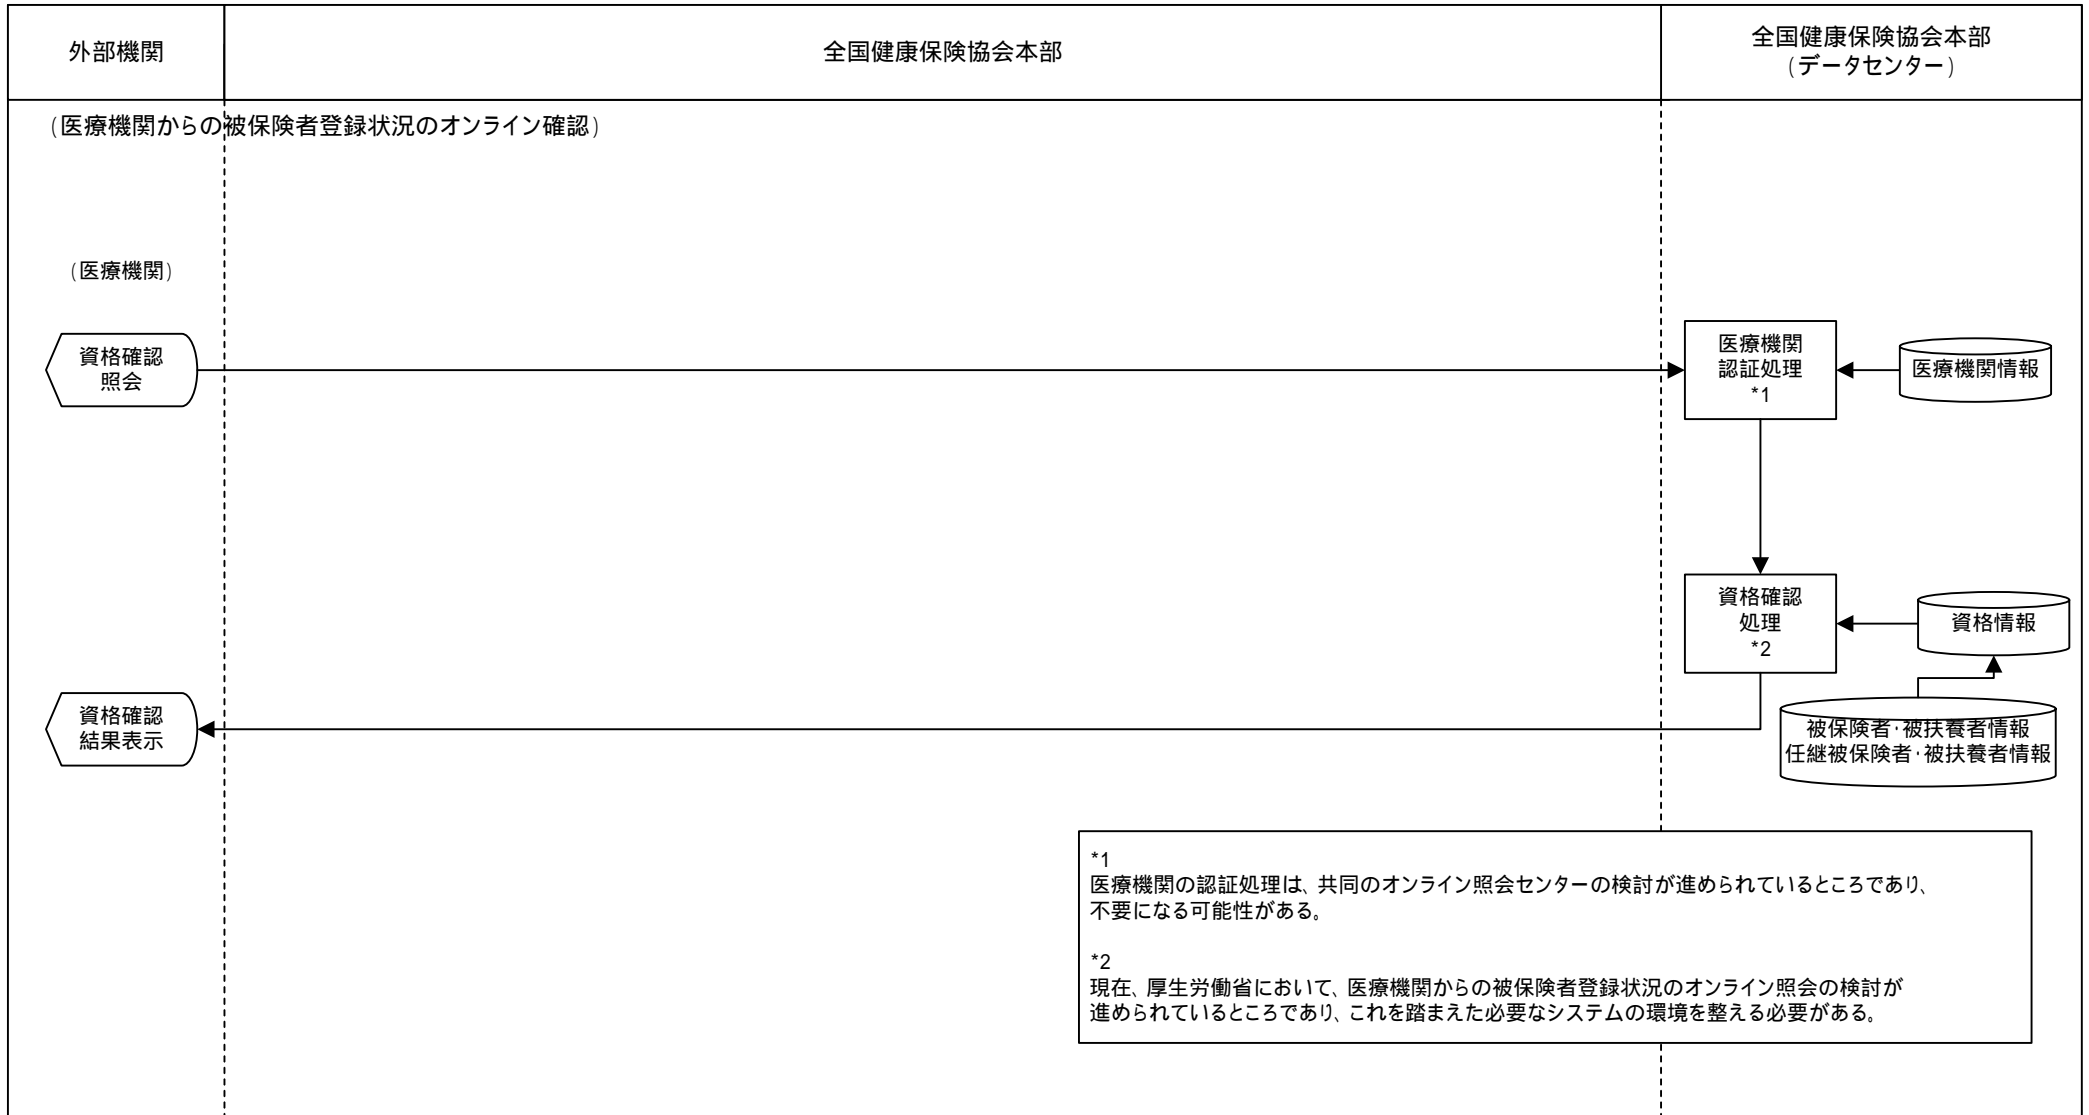 外部機関
全国健康保険協会本部
全国健康保険協会本部
(データセンター)
(医療機関からの被保険者登録状況のオンライン確認)
(医療機関)
資格確認
照会
医療機関
認証処理
*1
医療機関情報
資格確認
処理
*2
資格情報
資格確認
結果表示
被保険者・被扶養者情報
任継被保険者・被扶養者情報
*1
医療機関の認証処理は、共同のオンライン照会センターの検討が進められているところであり、
不要になる可能性がある。
*2
現在、厚生労働省において、医療機関からの被保険者登録状況のオンライン照会の検討が
進められているところであり、これを踏まえた必要なシステムの環境を整える必要がある。